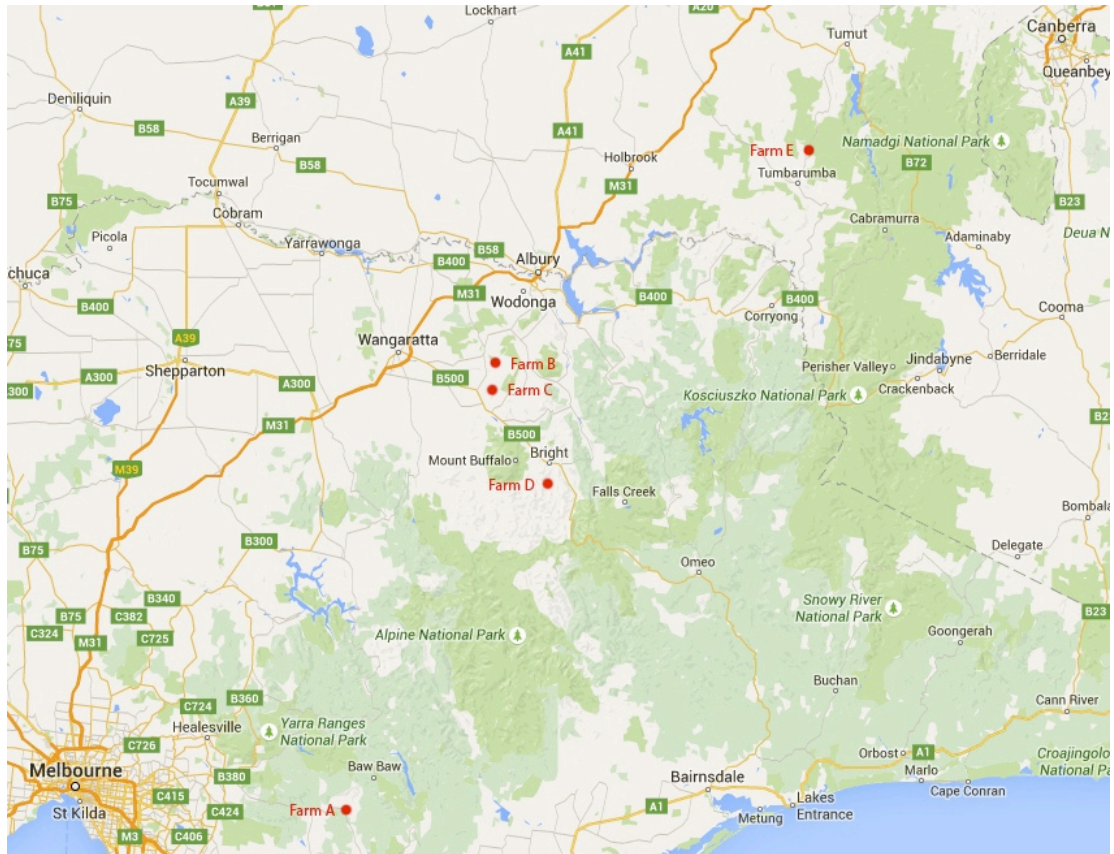 Lockhart
A20
Tumut
Canberra
Queanbey
A41
Deniliquin
A39
B58
Berrigan
A41
B58
Holbrook
Farm E
Namadgi National Park
B72
Tumbarumba
M31
B75
Tocumwal
Cobram
B23
Cabramurra
Picola
Yarrawonga
B58
Adaminaby
Deua N
B400
Albury
chuca
M31
Wodonga
B400
B400
B400
Corryong
Cooma
A39
Wangaratta
Shepparton
Farm B
Perisher Valley
Jindabyne
Berridale
A300
A300
B500
Farm C
Crackenback
Kosciuszko National Park
M31
B500
Mount Buffalo
Bright
M39
Farm D
Falls Creek
Bombala
B75
B300
Omeo
Delegate
B340
B75
C382
C324
C725
M31
Alpine National Park
Snowy River
National Park
B23
Goongerah
Buchan
C724
B360
Healesville
Yarra Ranges
National Park
Cann River
C726
Melbourne
B380
Baw Baw
Orbost
A1
Croajingolo
National Pa
St Kilda
C415
C424
Farm A
Bairnsdale
A1
Marlo
Cape Conran
Lakes
Entrance
Metung
M3
C406